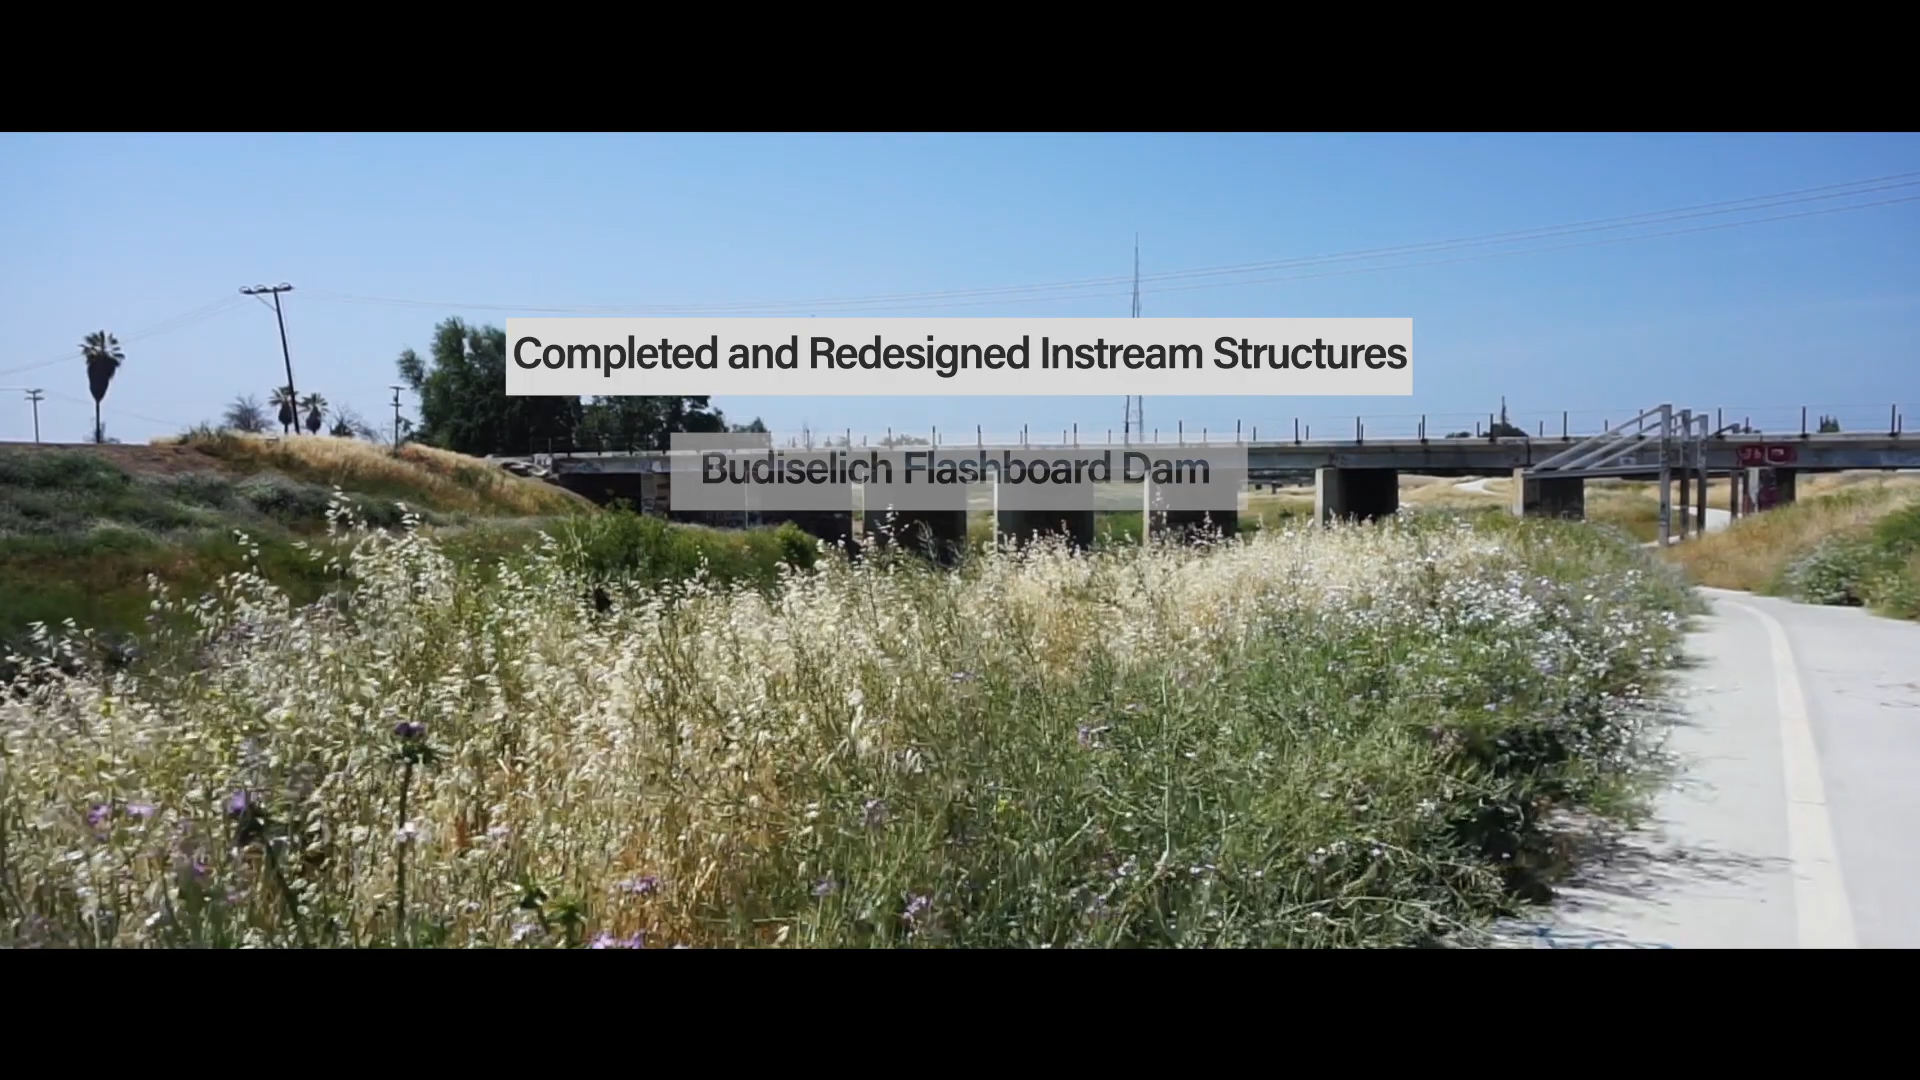 Completed and Redesigned Instream Structures
Budiselich Flashboard Dam